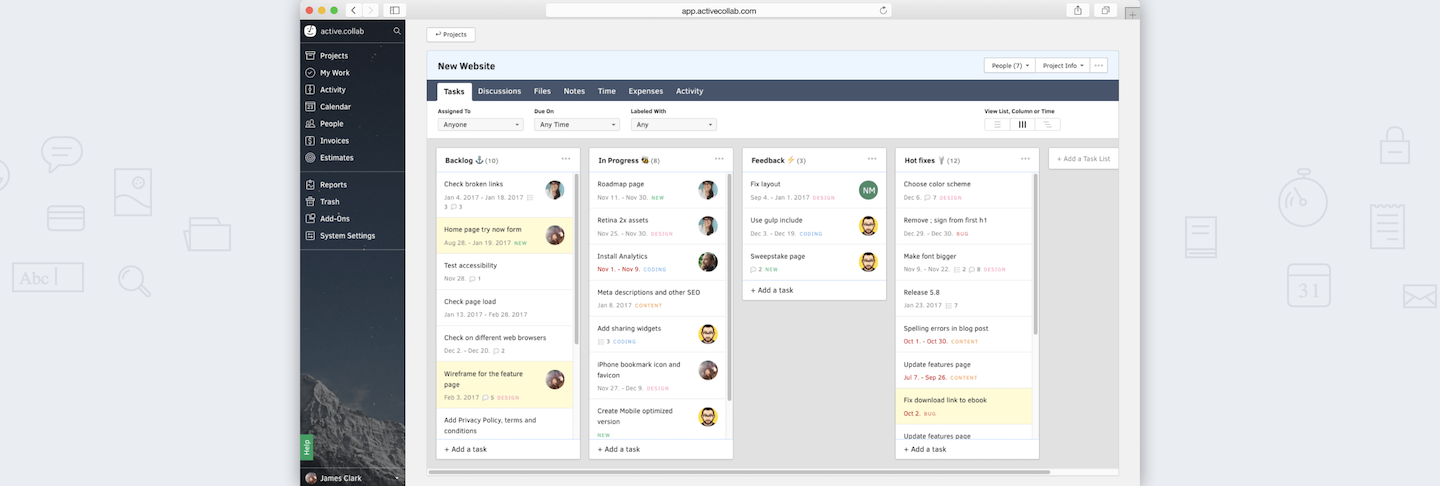 app.activecollab.com
active.collab
Projects
My Work
Activity
Calendar
People
Invoices
Estimates
Reports
Trash
Add-Ons
System Settings
Help
James Clark
Projects
New Website
People (7)
Project Info
Tasks Discussions Files Notes Time Expenses Activity
Assigned To Due On Labeled With
Anyone Any Time Any
View List, Column or Time
Backlog (10)
Check broken links
Jan 4. 2017 - Jan 18. 2017
3 3
Home page try now form
Aug 28. - Jan 19. 2017 NEW
Test accessibility
Nov 28. 1
Check page load
Jan 13. 2017 - Feb 28. 2017
Check on different web browsers
Dec 2. - Dec 20. 2
Wireframe for the feature
page
Feb 3. 2017 5 DESIGN
Add Privacy Policy, terms and
conditions
+ Add a task
In Progress (8)
Roadmap page
Nov 11. - Nov 30. NEW
Retina 2x assets
Nov 25. - Nov 30. DESIGN
Install Analytics
Nov 1. - Nov 9. CODING
Meta descriptions and other SEO
Jan 8. 2017 CONTENT
Add sharing widgets
3 CODING
iPhone bookmark icon and
favicon
Nov 27. - Dec 9. DESIGN
Create Mobile optimized
version
NEW
+ Add a task
Feedback (3)
Fix layout
Sep 4. - Jan 1. 2017 DESIGN
NM
Use gulp include
Dec 3. - Dec 19. CODING
Sweepstake page
2 NEW
+ Add a task
Hot fixes (12)
Choose color scheme
Dec 6. 7 DESIGN
Remove ; sign from first h1
Dec 29. - Dec 30. BUG
Make font bigger
Nov 9. - Nov 22. 2 8 DESIGN
Release 5.8
Jan 23. 2017 7
Spelling errors in blog post
Oct 1. - Oct 30. CONTENT
Update features page
Jul 7. - Sep 26. CONTENT
Fix download link to ebook
Oct 2. BUG
Update features page
+ Add a task
+ Add a Task List
Abc
31